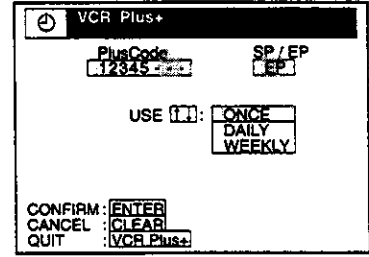 VCR Plus+
PlusCode SP / EP
12345 - EP
USE ↑↓: ONCE
DAILY
WEEKLY
CONFIRM : ENTER
CANCEL : CLEAR
QUIT : VCR Plus+